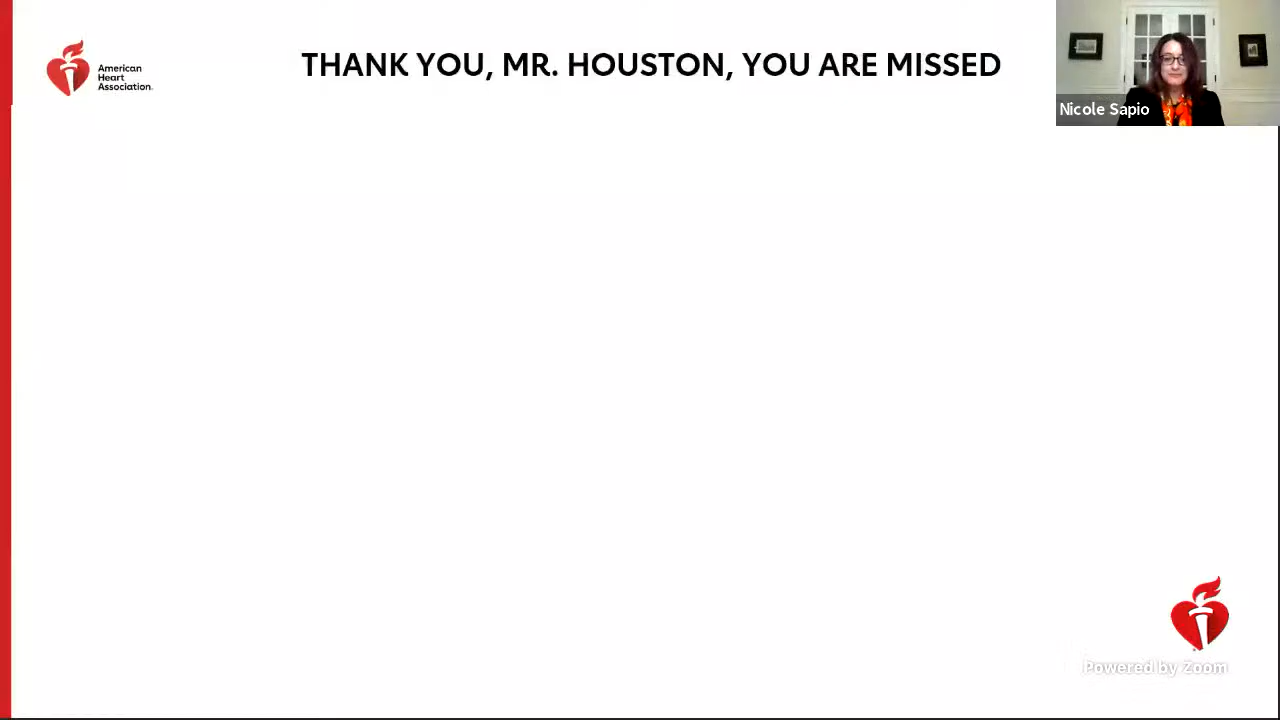 THANK YOU, MR. HOUSTON, YOU ARE MISSED
American
Heart
Association.
Nicole Sapio
Powered by Zoom